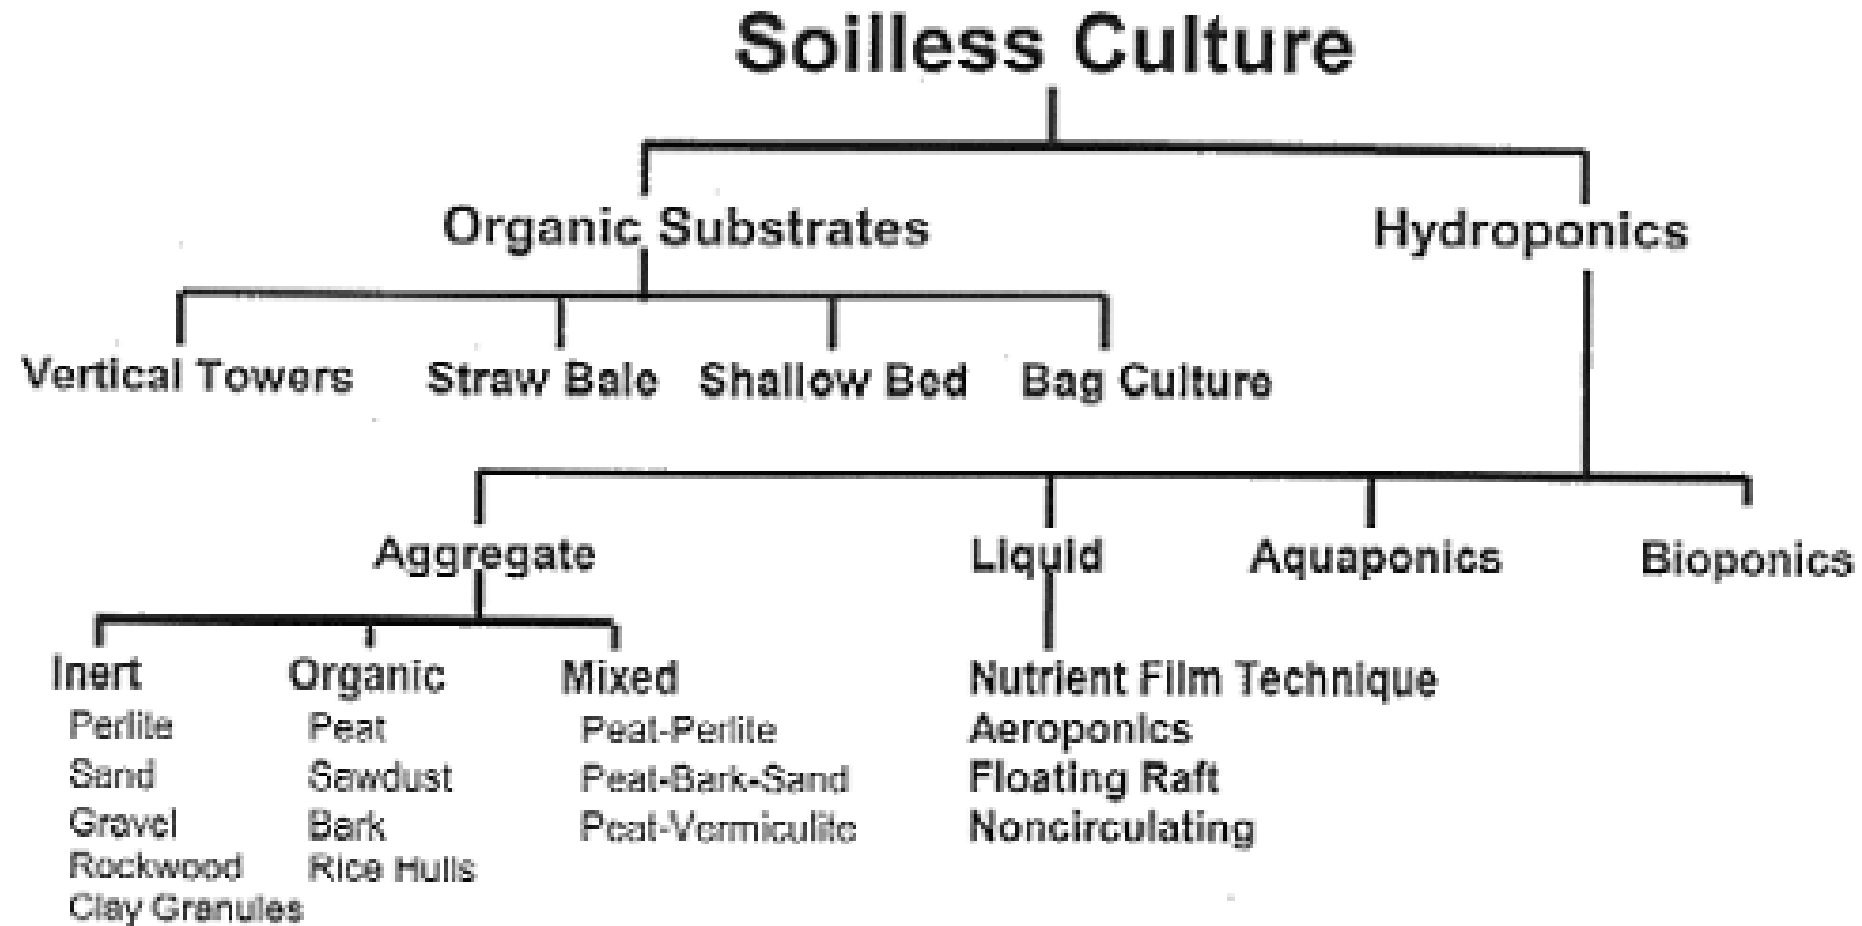 Soilless Culture
Organic Substrates Hydroponics
Vertical Towers Straw Bale Shallow Bed Bag Culture
Aggregate Liquid Aquaponics Bioponics
Inert Organic Mixed Nutrient Film Technique
Perlite Peat Peat-Perlite Aeroponics
Sand Sawdust Peat-Bark-Sand Floating Raft
Gravel Bark Peat-Vermiculite Noncirculating
Rockwood Rice Hulls
Clay Granules